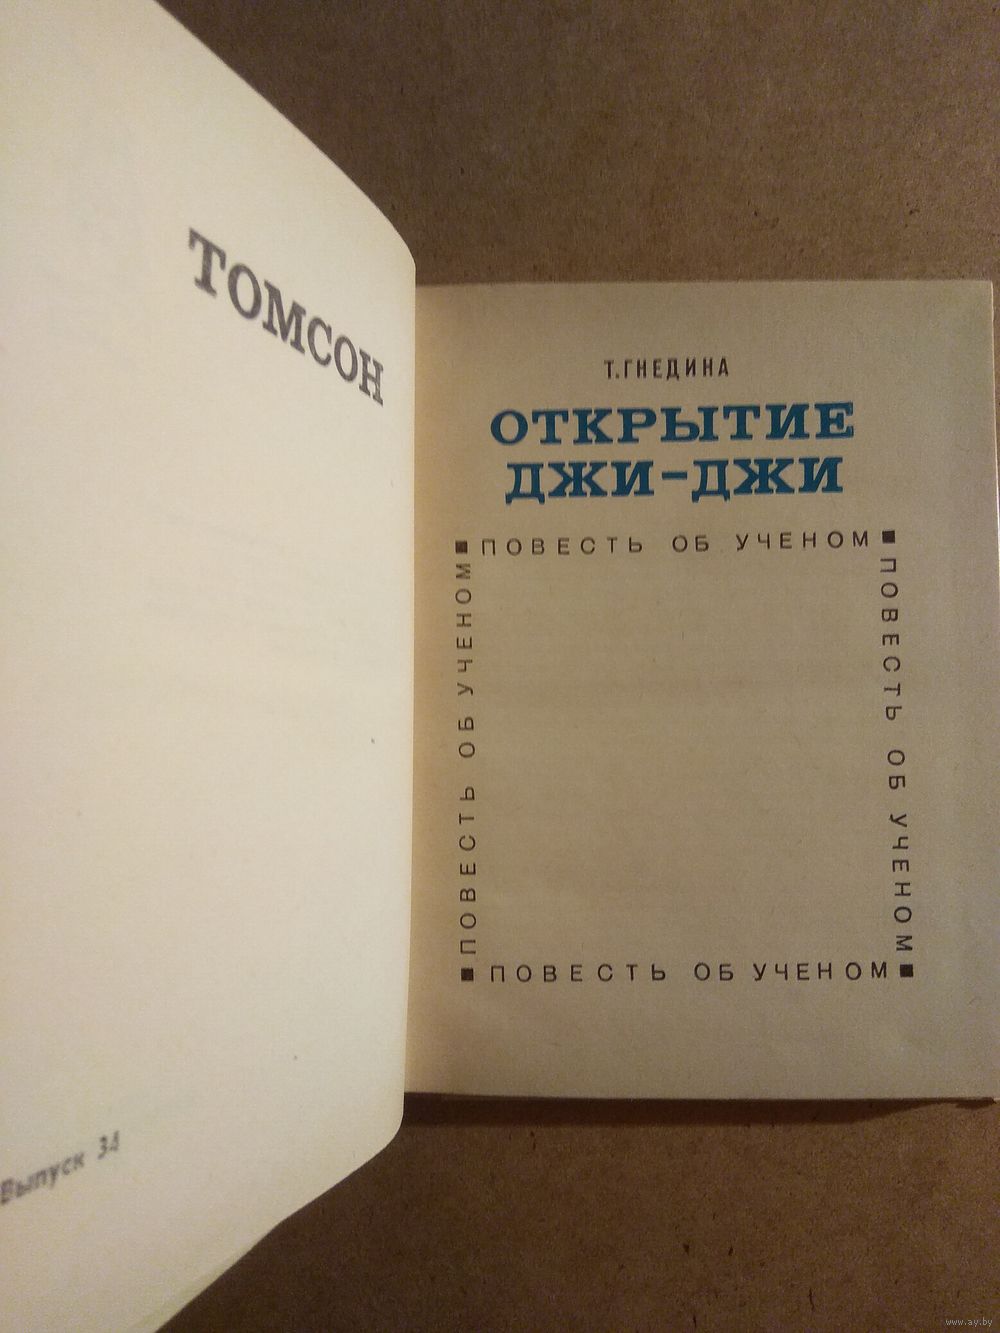 ТОМСОН
Выпуск 34
Т. ГНЕДИНА
ОТКРЫТИЕ
ДЖИ-ДЖИ
ПОВЕСТЬ ОБ УЧЕНОМ
ПОВЕСТЬ ОБ УЧЕНОМ
ПОВЕСТЬ ОБ УЧЕНОМ
ПОВЕСТЬ ОБ УЧЕНОМ
www.ay.by